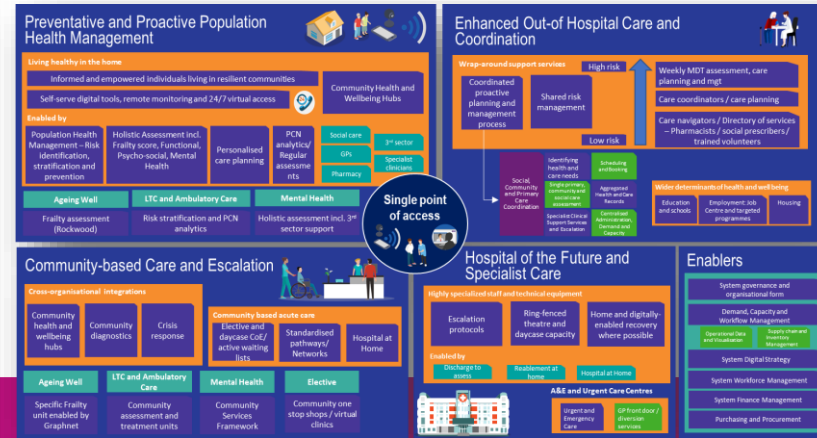 Preventative and Proactive Population
Health Management
Living healthy in the home
Informed and empowered individuals living in resilient communities
Self-serve digital tools, remote monitoring and 24/7 virtual access
Community Health and
Wellbeing Hubs
Enabled by
Population Health
Management – Risk
identification,
stratification and
prevention
Holistic Assessment incl.
Frailty score, Functional,
Psycho-social, Mental
Health
Personalised
care planning
PCN
analytics/
Regular
assessme
nts
Social care
GPs
Pharmacy
3rd sector
Specialist
clinicians
Ageing Well
LTC and Ambulatory Care
Mental Health
Frailty assessment
(Rockwood)
Risk stratification and PCN
analytics
Holistic assessment incl. 3rd
sector support
Enhanced Out-of Hospital Care and
Coordination
Wrap-around support services
High risk
Low risk
Coordinated
proactive
planning and
management
process
Shared risk
management
Weekly MDT assessment, care
planning and mgt
Care coordinators / care planning
Care navigators / Directory of services
– Pharmacists / social prescribers /
trained volunteers
Social,
Community
and Primary
Care
Coordination
Identifying
health and
care needs
Single primary,
community and
social care
assessment
Specialist Clinical
Support Services
and Escalation
Scheduling
and Booking
Aggregated
Health and Care
Records
Centralised
Administration,
Demand and
Capacity
Wider determinants of health and well being
Education
and schools
Employment Job
Centre and targeted
programmes
Housing
Single point
of access
Community-based Care and Escalation
Cross-organisational integrations
Community
health and
wellbeing
hubs
Community
diagnostics
Crisis
response
Community based acute care
Elective and
daycase CoE/
active waiting
lists
Standardised
pathways/
Networks
Hospital at
Home
Ageing Well
LTC and Ambulatory
Care
Mental Health
Elective
Specific Frailty
unit enabled by
Graphnet
Community
assessment and
treatment units
Community
Services
Framework
Community one
stop shops / virtual
clinics
Hospital of the Future and
Specialist Care
Highly specialized staff and technical equipment
Escalation
protocols
Ring-fenced
theatre and
daycase capacity
Home and digitally-
enabled recovery
where possible
Enabled by
Discharge to
assess
Reablement at
home
Hospital at Home
A&E and Urgent Care Centres
Urgent and
Emergency
Care
GP front door /
diversion
services
Enablers
System governance and
organisational form
Demand, Capacity and
Workflow Management
Operational Data
and Visualisation
Supply chain and
Inventory
Management
System Digital Strategy
System Workforce Management
System Finance Management
Purchasing and Procurement